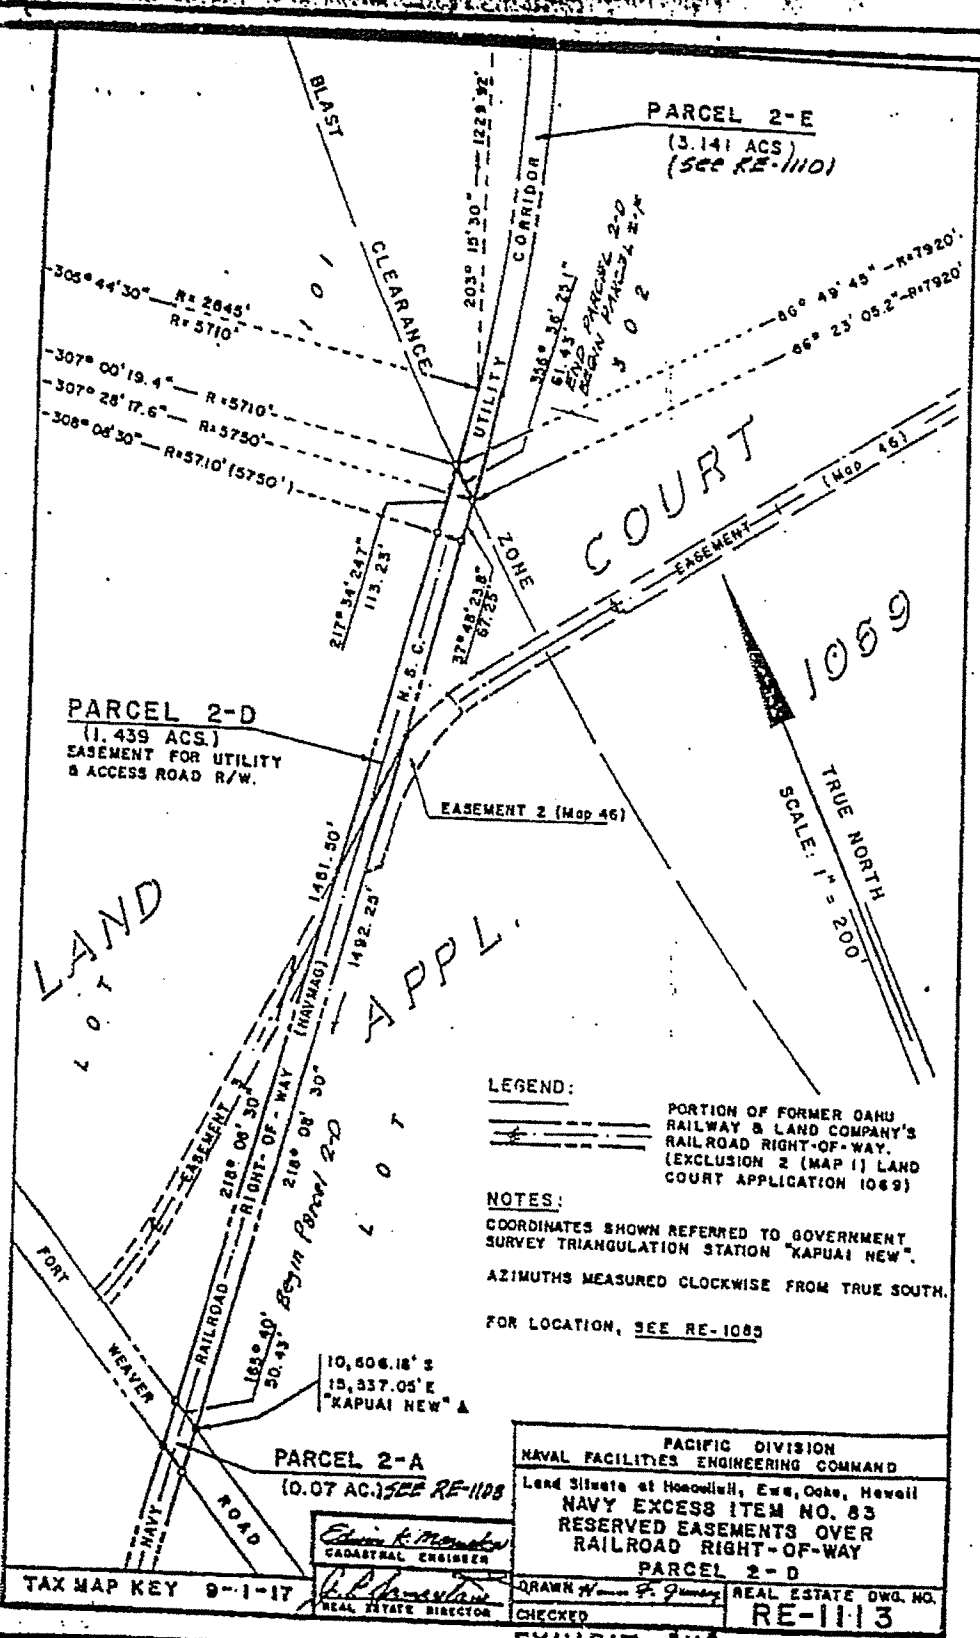 BLAST
CLEARANCE
ZONE
203° 15' 30" — 1229.92'
PARCEL 2-E
(3.141 ACS)
(SEE RE-1110)
UTILITY CORRIDOR
305° 44' 30" — R= 2845'
R= 5710'
307° 00' 19.4" — R=5710'
307° 28' 17.6" — R=5750'
308° 08' 30" — R=5710' (5750')
356° 36' 25.1"
61.43'
END PARCEL 2-D
BEGIN PARCEL 2-E
302
101
86° 49' 45" — R=7920'
86° 23' 05.2" — R=7920'
217° 34' 24.7"
113.23'
37° 48' 23.8"
67.25'
H. S. C.
COURT
EASEMENT
(Map 46)
1069
TRUE NORTH
SCALE: 1" = 200'
PARCEL 2-D
(1.439 ACS.)
EASEMENT FOR UTILITY
& ACCESS ROAD R/W.
EASEMENT 2 (Map 46)
1461.50'
1492.25'
LAND
LOT
APPL.
LOT
(NAVMAG)
218° 08' 30"
218° 08' 30"
RAILROAD RIGHT-OF-WAY
EASEMENT 3
Begin Parcel 2-D
165° 40'
50.43'
FORT WEAVER ROAD
NAVY
10,606.18' S
"KAPUAI NEW" ▲
PARCEL 2-A
(0.07 AC.) SEE RE-1108
LEGEND:
PORTION OF FORMER OAHU
RAILWAY & LAND COMPANY'S
RAILROAD RIGHT-OF-WAY.
(EXCLUSION 2 (MAP 1) LAND
COURT APPLICATION 1069)
NOTES:
COORDINATES SHOWN REFERRED TO GOVERNMENT
SURVEY TRIANGULATION STATION "KAPUAI NEW".
AZIMUTHS MEASURED CLOCKWISE FROM TRUE SOUTH.
FOR LOCATION, SEE RE-1085
PACIFIC DIVISION
NAVAL FACILITIES ENGINEERING COMMAND
Land Situate at Honouliuli, Ewa, Oahu, Hawaii
NAVY EXCESS ITEM NO. 83
RESERVED EASEMENTS OVER
RAILROAD RIGHT-OF-WAY
PARCEL 2-D
CADASTRAL ENGINEER
REAL ESTATE DIRECTOR
DRAWN
CHECKED
REAL ESTATE DWG. NO.
RE-1113
TAX MAP KEY 9-1-17